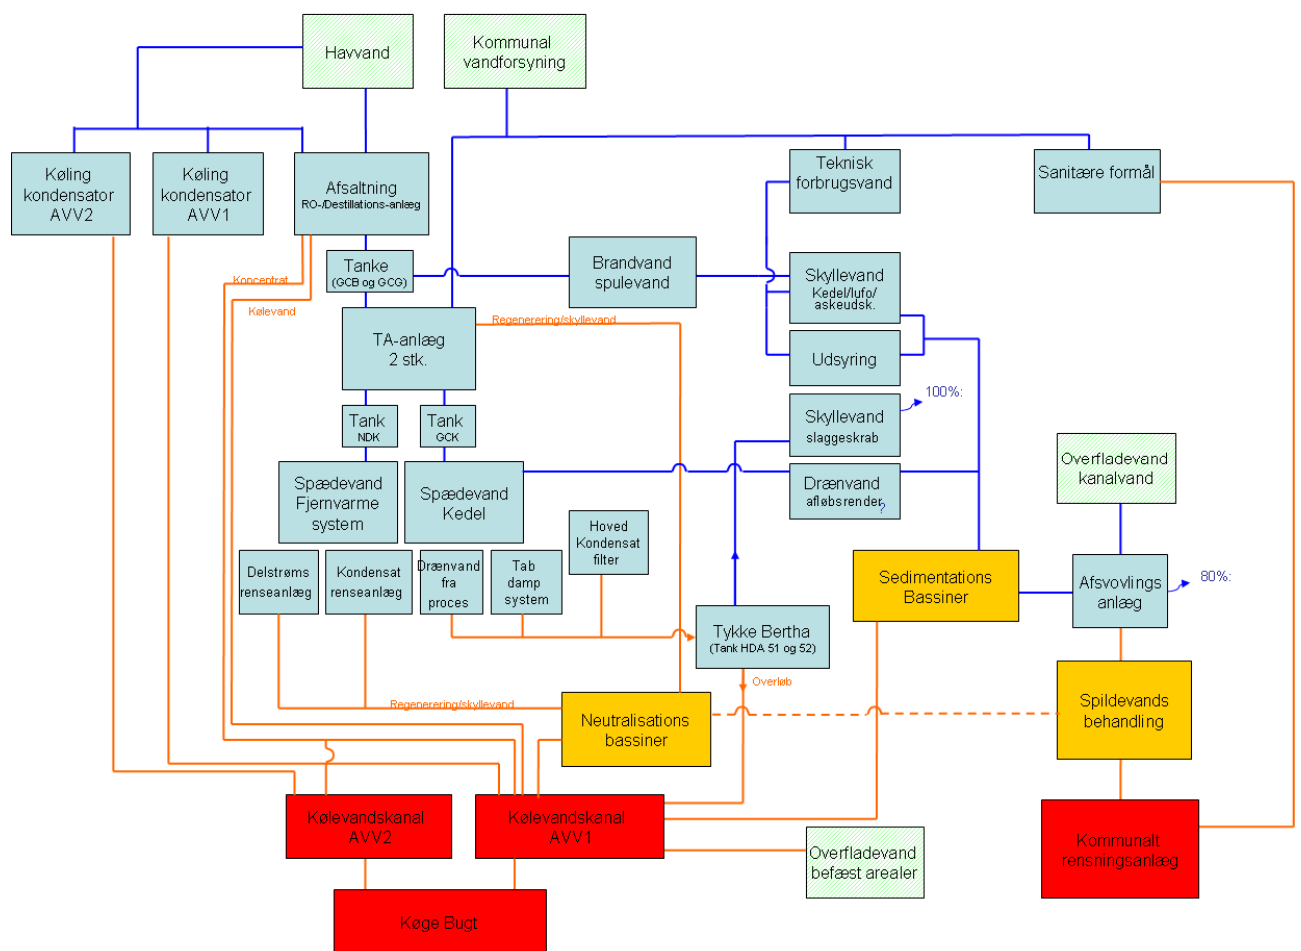 Havvand
Kommunal
vandforsyning
Køling
kondensator
AVV2
Køling
kondensator
AVV1
Afsaltning
RO-/Destillations-anlæg
Teknisk
forbrugsvand
Sanitære formål
Tanke
(GCB og GCG)
Brandvand
spulevand
Skyllevand
Kedel/lufo/
askeudsk.
Koncentrat
Kølevand
Regenerering/skyllevand
TA-anlæg
2 stk.
Udsyring
Tank
NDK
Tank
GCK
Skyllevand
slaggeskrab
100%:
Spædevand
Fjernvarme
system
Spædevand
Kedel
Drænvand
afløbsrender
?
Overfladevand
kanalvand
Hoved
Kondensat
filter
Delstrøms
renseanlæg
Kondensat
renseanlæg
Drænvand
fra
proces
Tab
damp
system
Sedimentations
Bassiner
Afsvovlings
anlæg
80%:
Tykke Bertha
(Tank HDA 51 og 52)
Overløb
Regenerering/skyllevand
Neutralisations
bassiner
Spildevands
behandling
Kølevandskanal
AVV2
Kølevandskanal
AVV1
Overfladevand
befæst arealer
Kommunalt
rensningsanlæg
Køge Bugt